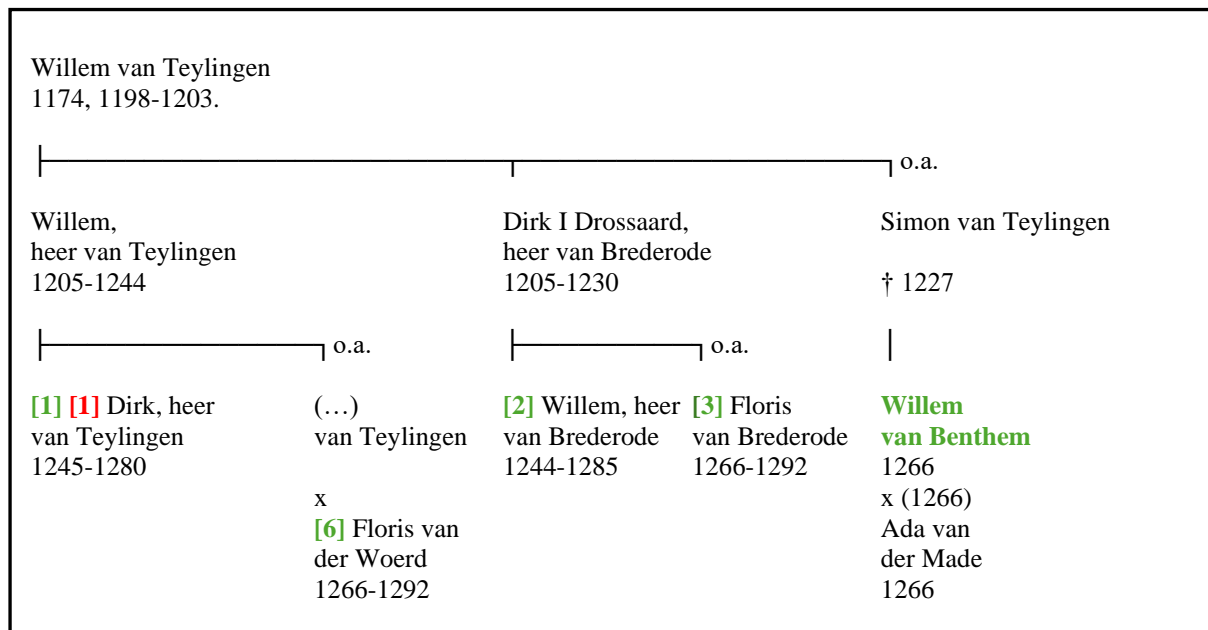 Willem van Teylingen
1174, 1198-1203.
o.a.
Willem,
heer van Teylingen
1205-1244
Dirk I Drossaard,
heer van Brederode
1205-1230
Simon van Teylingen
† 1227
o.a.
o.a.
[1] [1] Dirk, heer
van Teylingen
1245-1280
(…)
van Teylingen
x
[6] Floris van
der Woerd
1266-1292
[2] Willem, heer
van Brederode
1244-1285
[3] Floris
van Brederode
1266-1292
Willem
van Benthem
1266
x (1266)
Ada van
der Made
1266